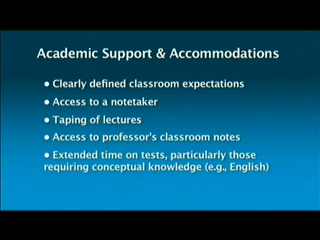 Academic Support & Accommodations
● Clearly defined classroom expectations
● Access to a notetaker
● Taping of lectures
● Access to professor's classroom notes
● Extended time on tests, particularly those
requiring conceptual knowledge (e.g., English)